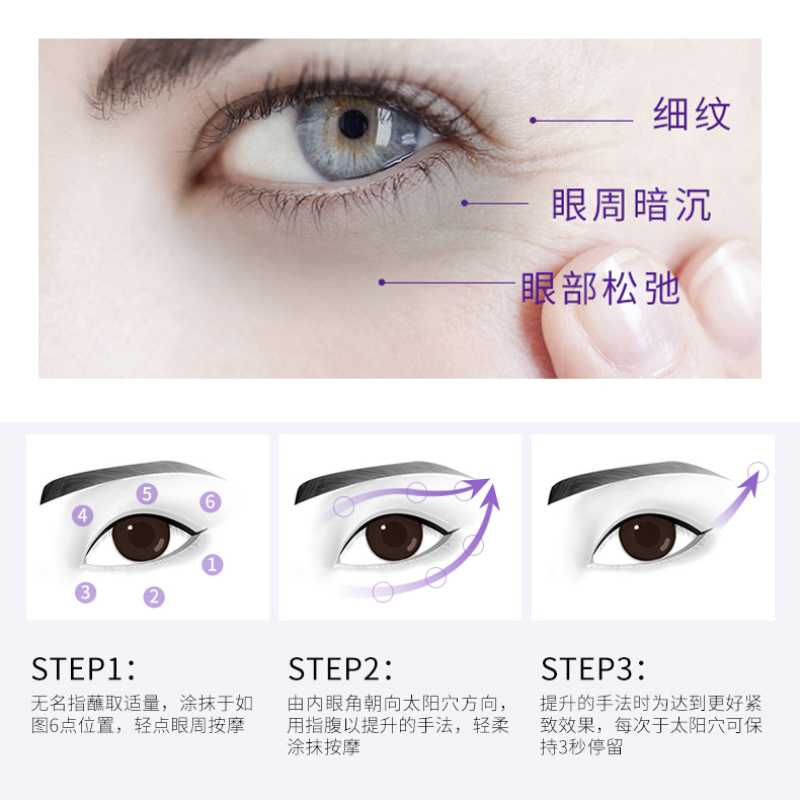 细纹
眼周暗沉
眼部松弛
5
4
6
1
3
2
STEP1：
无名指蘸取适量，涂抹于如
图6点位置，轻点眼周按摩
STEP2：
由内眼角朝向太阳穴方向，
用指腹以提升的手法，轻柔
涂抹按摩
STEP3：
提升的手法时为达到更好紧
致效果，每次于太阳穴可保
持3秒停留